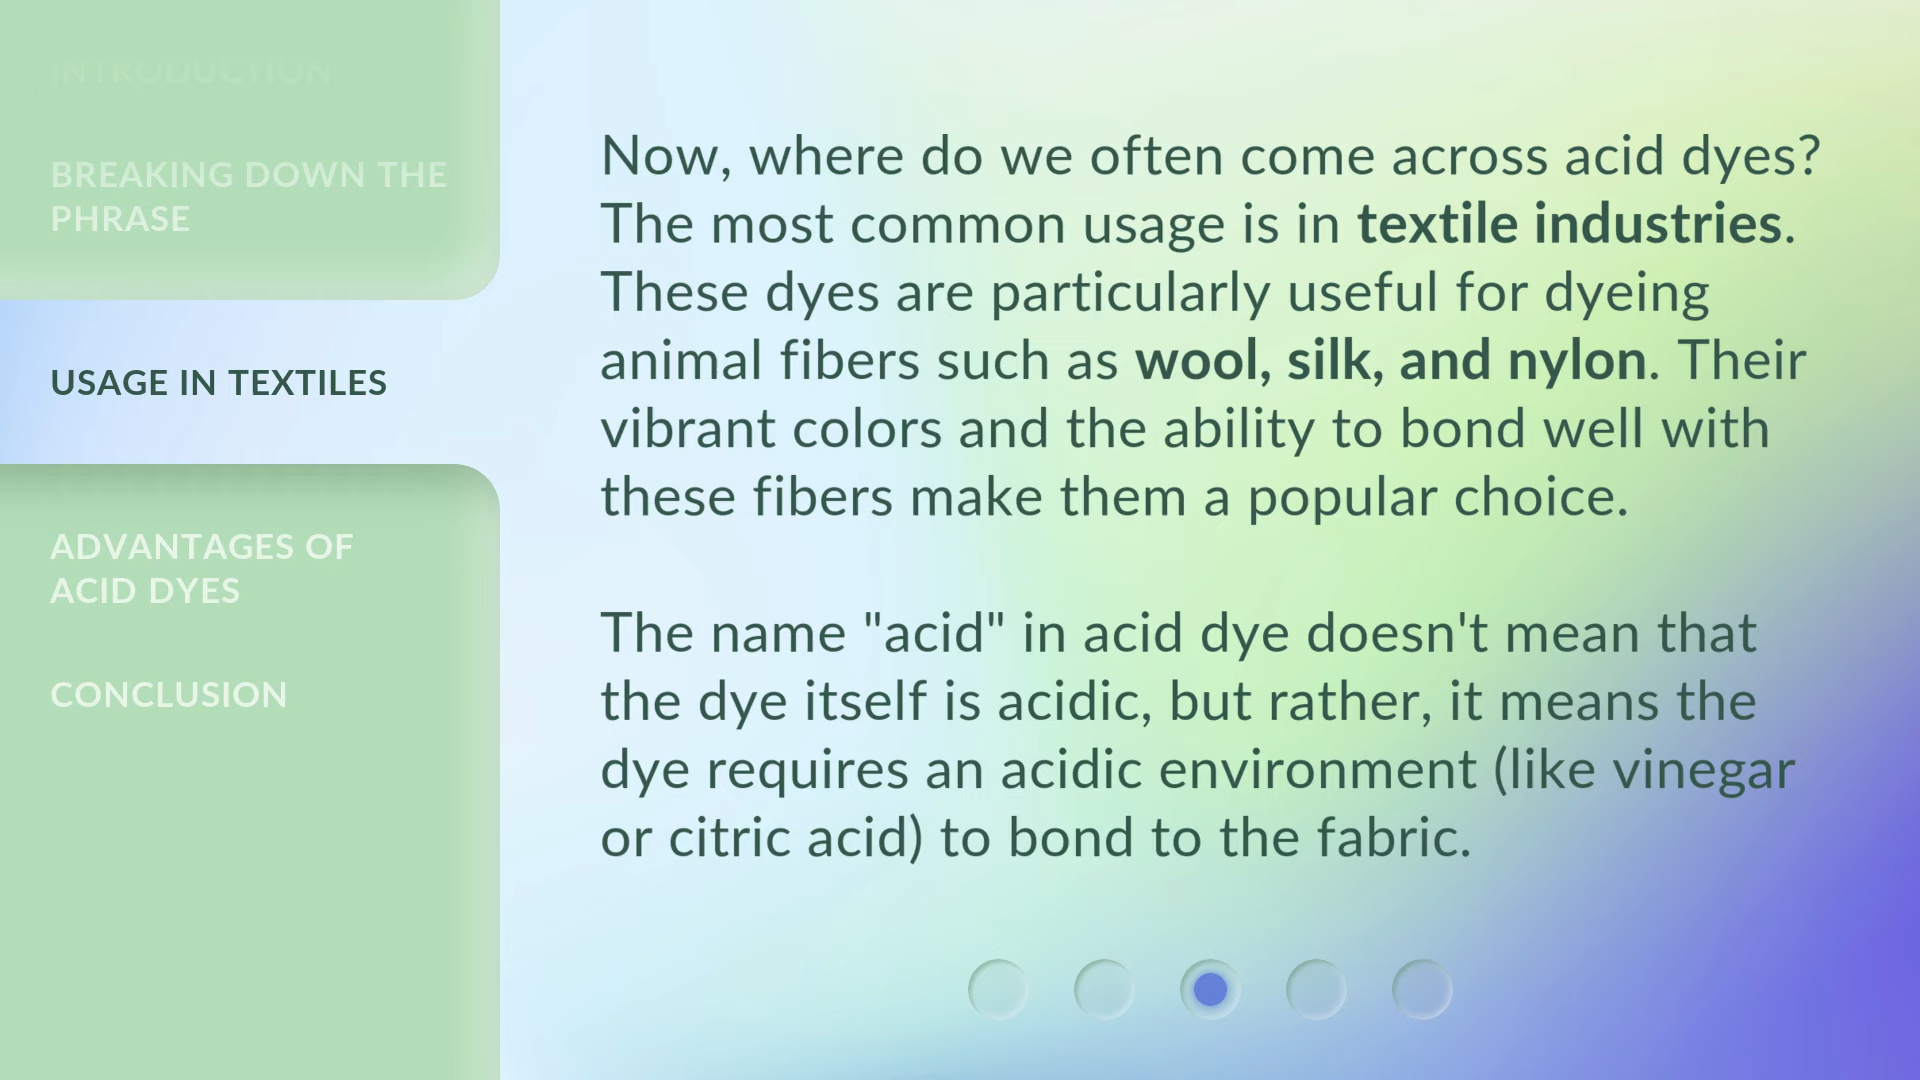 INTRODUCTION
BREAKING DOWN THE
PHRASE
USAGE IN TEXTILES
ADVANTAGES OF
ACID DYES
CONCLUSION
Now, where do we often come across acid dyes?
The most common usage is in textile industries.
These dyes are particularly useful for dyeing
animal fibers such as wool, silk, and nylon. Their
vibrant colors and the ability to bond well with
these fibers make them a popular choice.
The name "acid" in acid dye doesn't mean that
the dye itself is acidic, but rather, it means the
dye requires an acidic environment (like vinegar
or citric acid) to bond to the fabric.